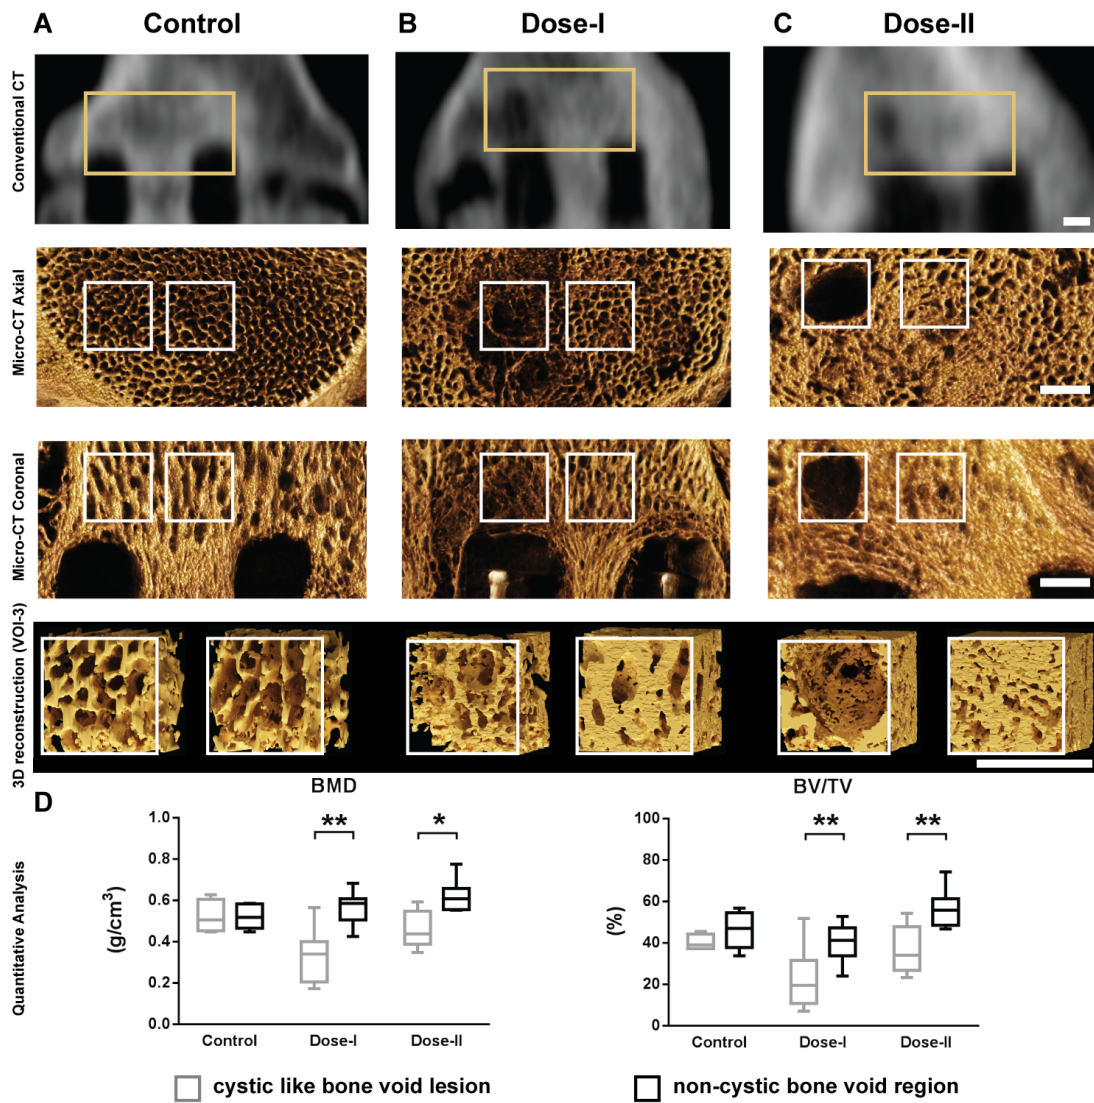 A Control
B Dose-I
C Dose-II
Conventional CT
Micro-CT Axial
Micro-CT Coronal
3D reconstruction (VOI-3)
D
Quantitative Analysis
BMD
(g/cm³)
1.0
0.8
0.6
0.4
0.2
0.0
** *
Control Dose-I Dose-II
BV/TV
(%)
100
80
60
40
20
0
** **
Control Dose-I Dose-II
cystic like bone void lesion
non-cystic bone void region